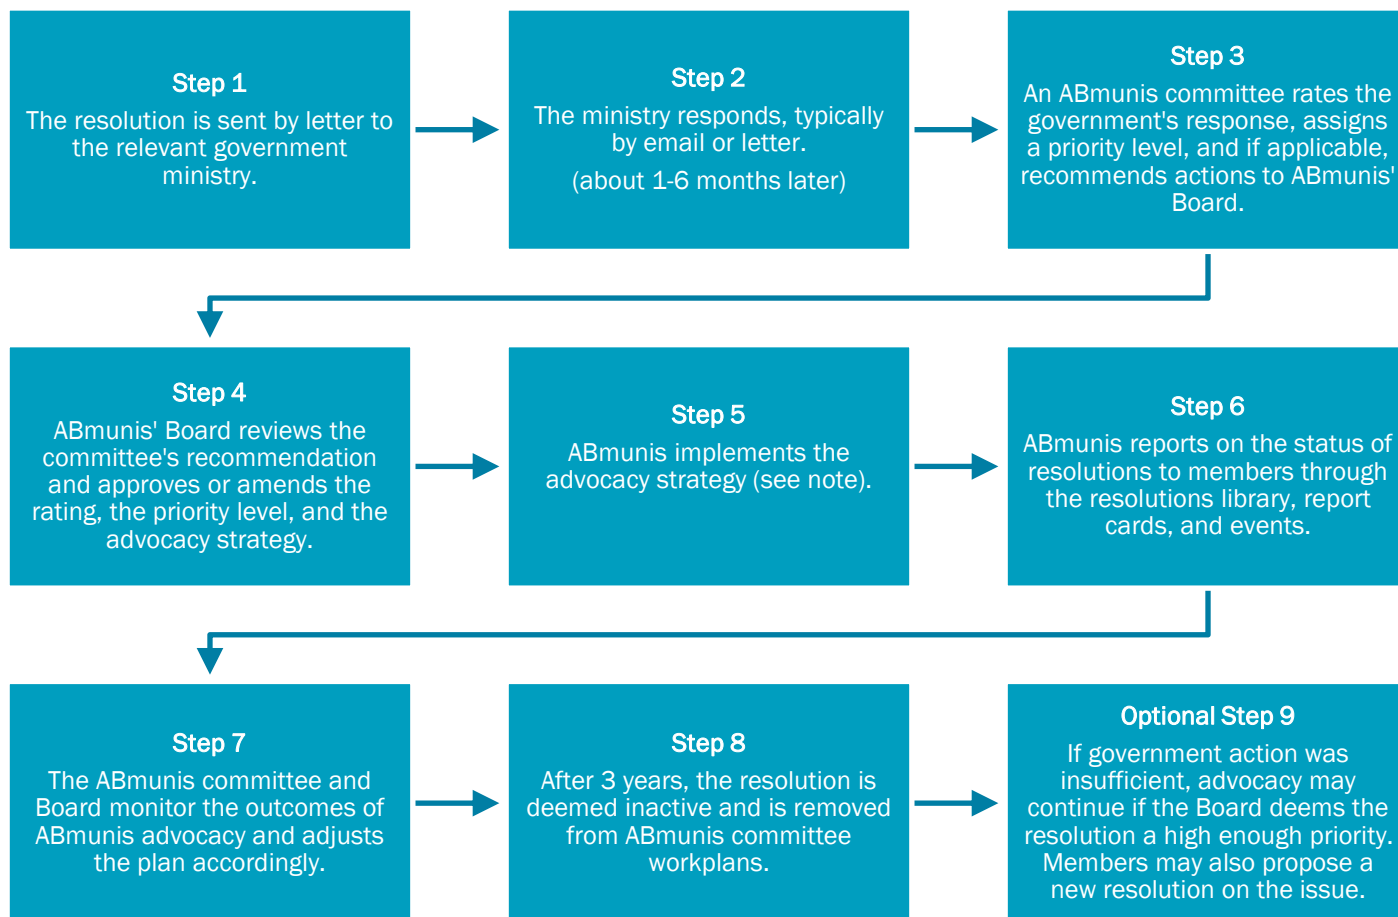 Step 1
The resolution is sent by letter to
the relevant government
ministry.
Step 2
The ministry responds, typically
by email or letter.
(about 1-6 months later)
Step 3
An ABmunis committee rates the
government's response, assigns
a priority level, and if applicable,
recommends actions to ABmunis'
Board.
Step 4
ABmunis' Board reviews the
committee's recommendation
and approves or amends the
rating, the priority level, and the
advocacy strategy.
Step 5
ABmunis implements the
advocacy strategy (see note).
Step 6
ABmunis reports on the status of
resolutions to members through
the resolutions library, report
cards, and events.
Step 7
The ABmunis committee and
Board monitor the outcomes of
ABmunis advocacy and adjusts
the plan accordingly.
Step 8
After 3 years, the resolution is
deemed inactive and is removed
from ABmunis committee
workplans.
Optional Step 9
If government action was
insufficient, advocacy may
continue if the Board deems the
resolution a high enough priority.
Members may also propose a
new resolution on the issue.